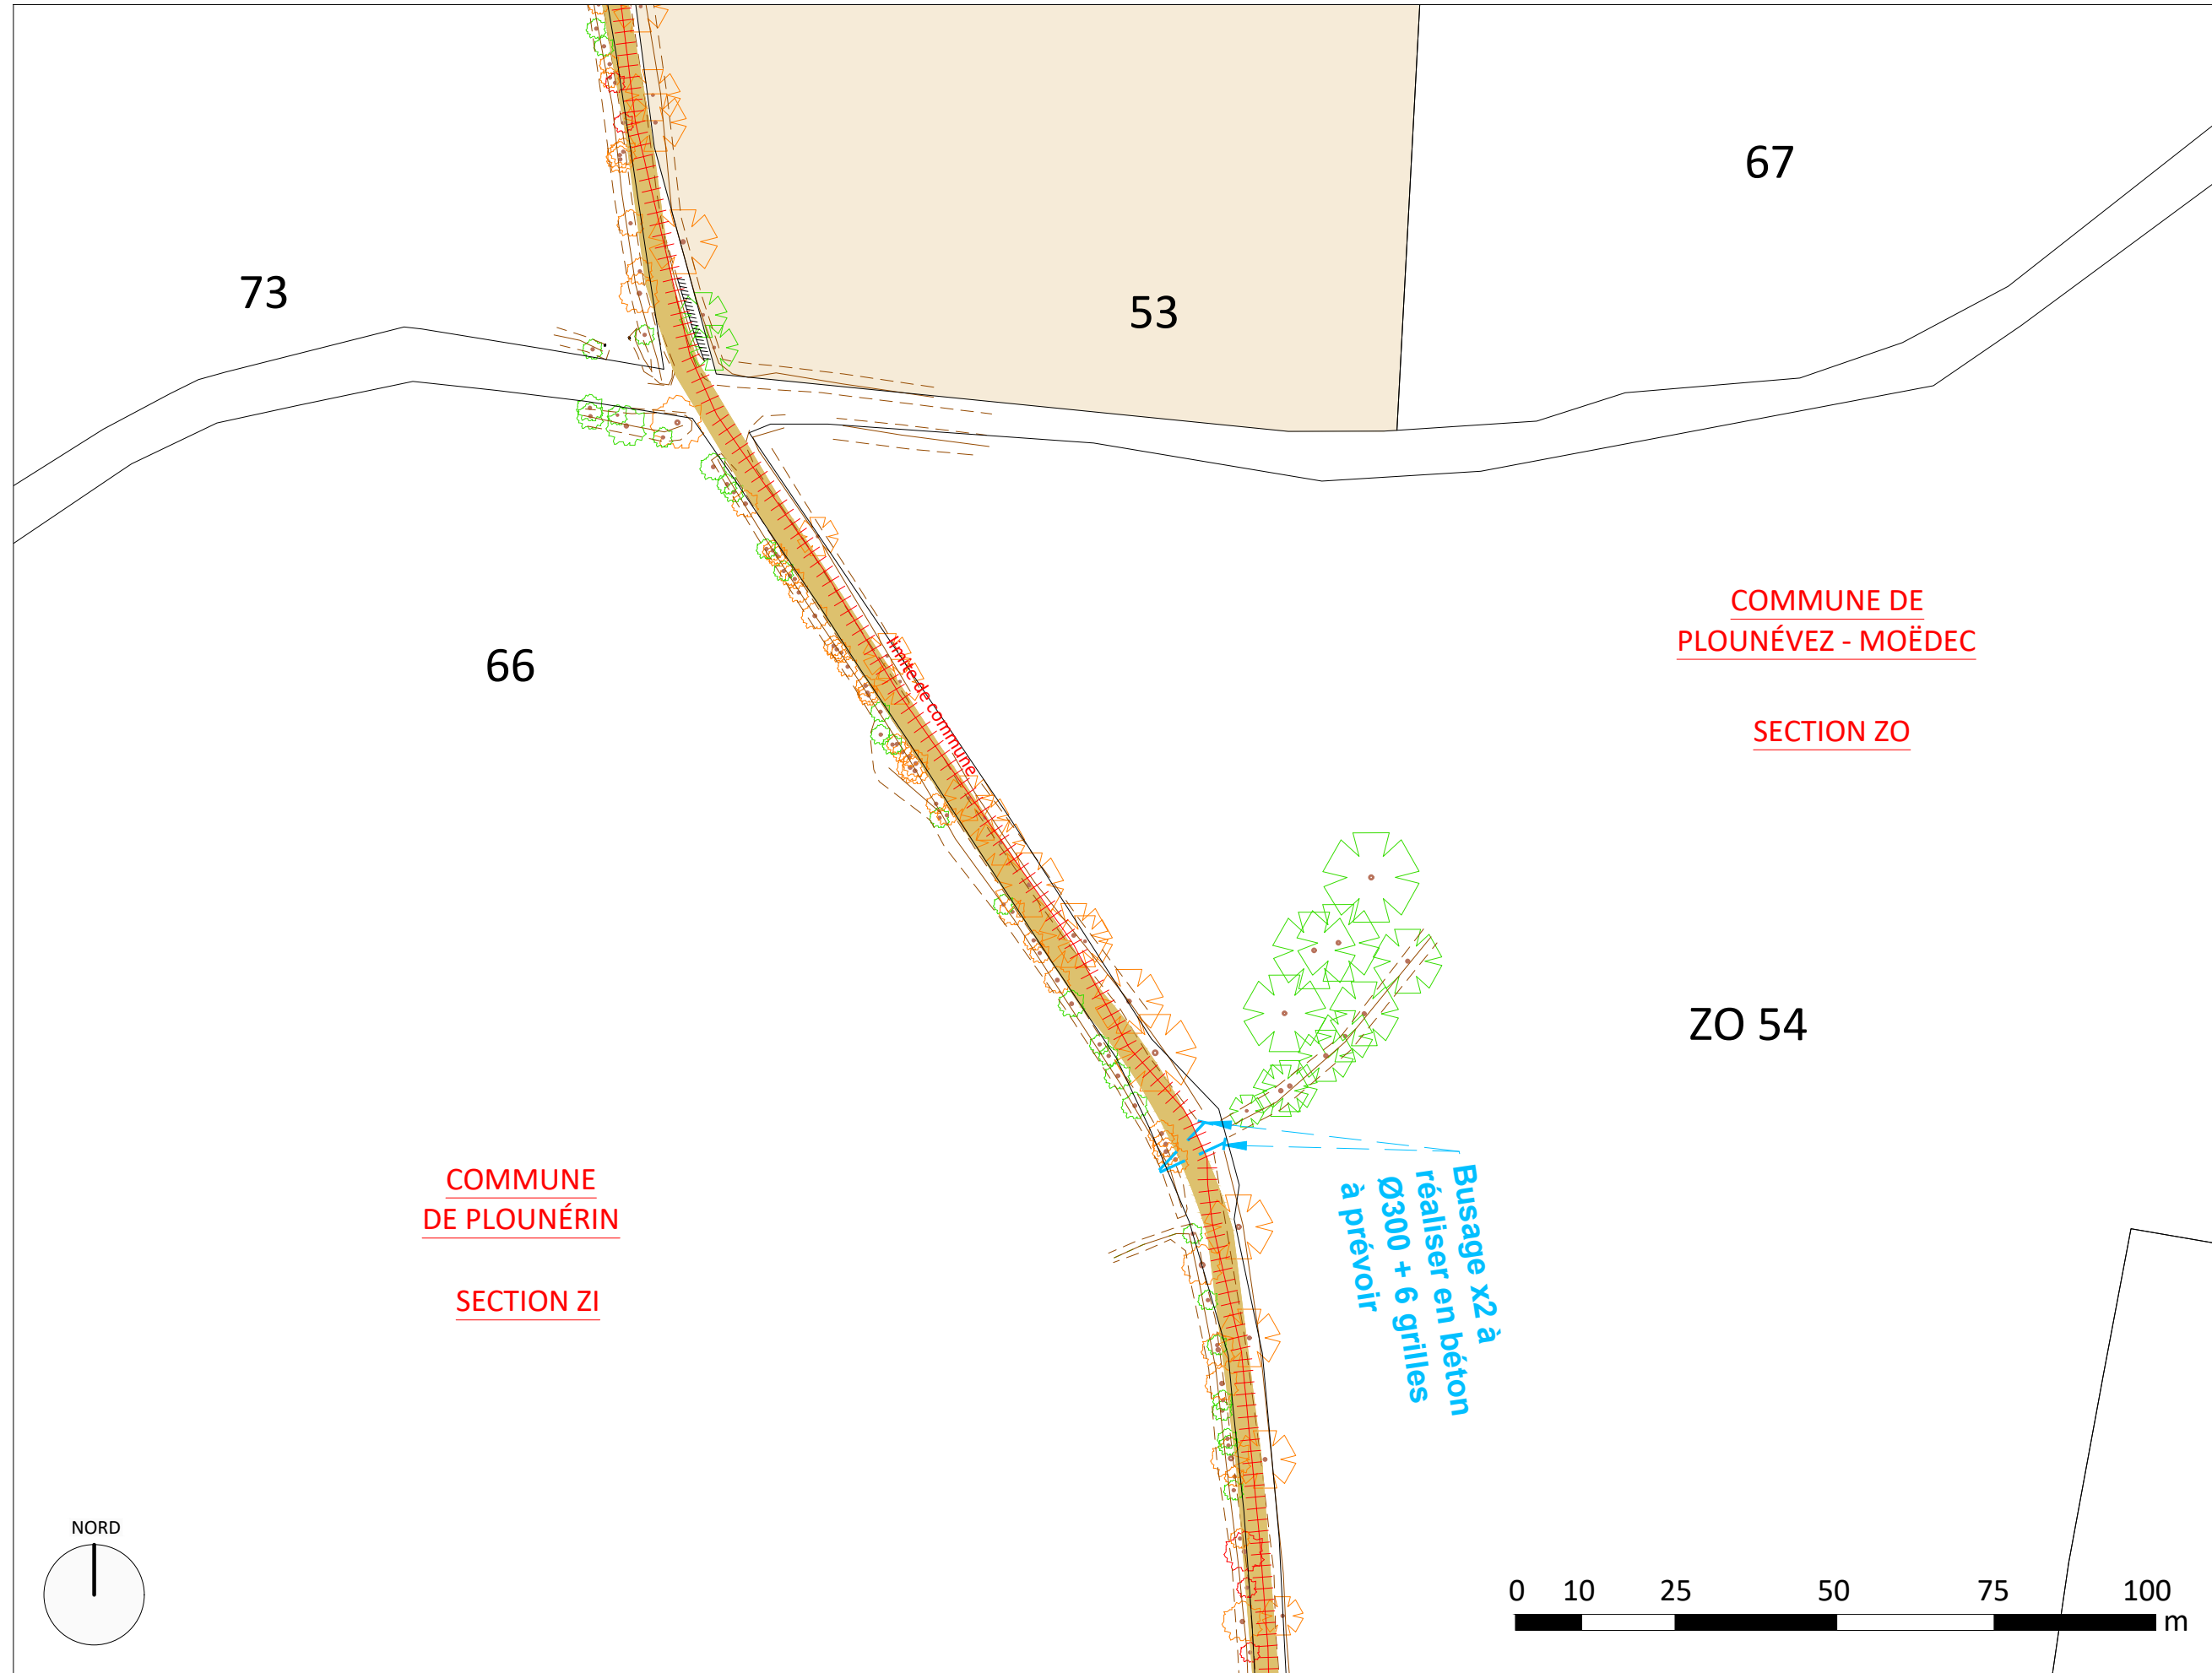 67
73
53
COMMUNE DE
PLOUNÉVEZ - MOËDEC
SECTION ZO
66
limite de commune
ZO 54
COMMUNE
DE PLOUNÉRIN
SECTION ZI
Busage x2 à
réaliser en béton
Ø300 + 6 grilles
à prévoir
NORD
0 10 25 50 75 100
m